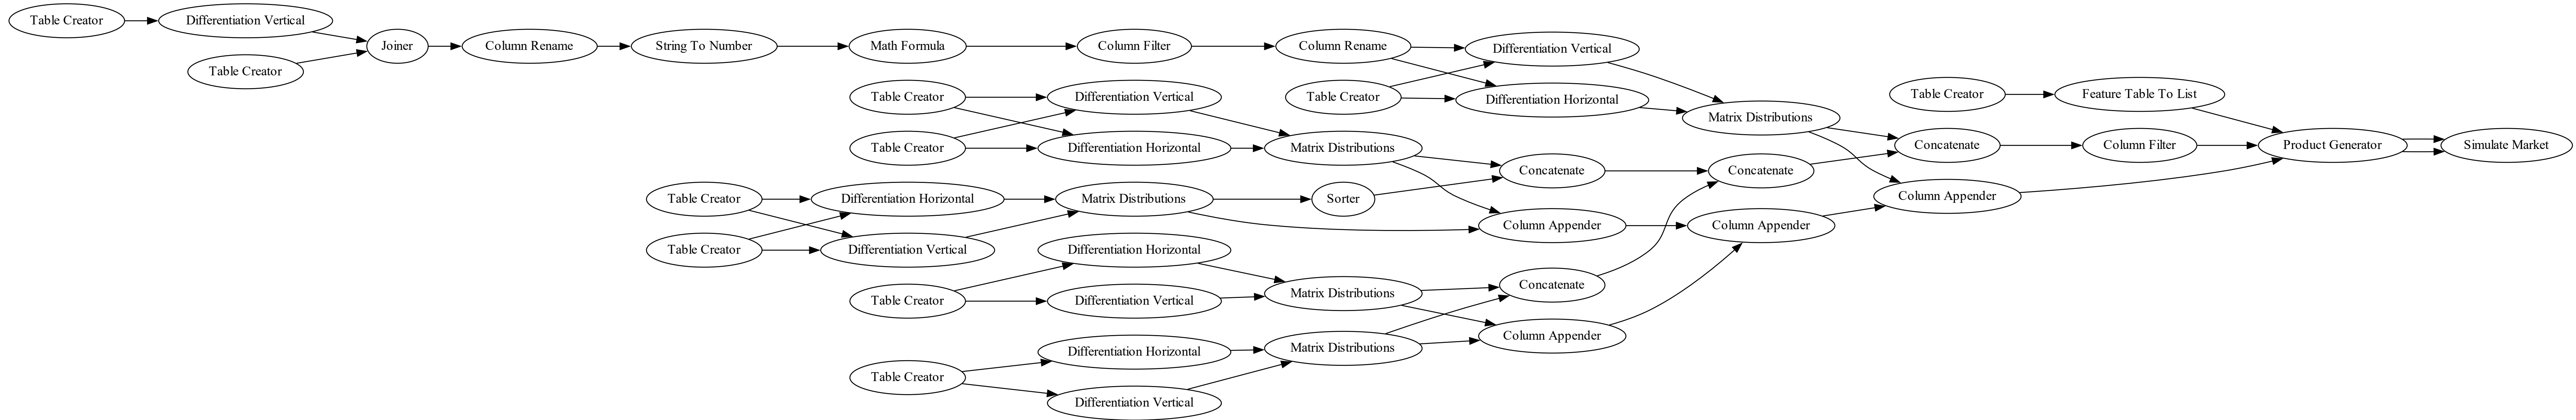 Table Creator
Differentiation Vertical
Table Creator
Joiner
Column Rename
String To Number
Math Formula
Column Filter
Column Rename
Differentiation Vertical
Table Creator
Differentiation Horizontal
Matrix Distributions
Table Creator
Differentiation Vertical
Table Creator
Differentiation Horizontal
Matrix Distributions
Table Creator
Feature Table To List
Concatenate
Column Filter
Product Generator
Simulate Market
Concatenate
Concatenate
Table Creator
Differentiation Horizontal
Matrix Distributions
Sorter
Column Appender
Table Creator
Differentiation Vertical
Column Appender
Column Appender
Differentiation Horizontal
Table Creator
Differentiation Vertical
Matrix Distributions
Concatenate
Differentiation Horizontal
Matrix Distributions
Column Appender
Table Creator
Differentiation Vertical